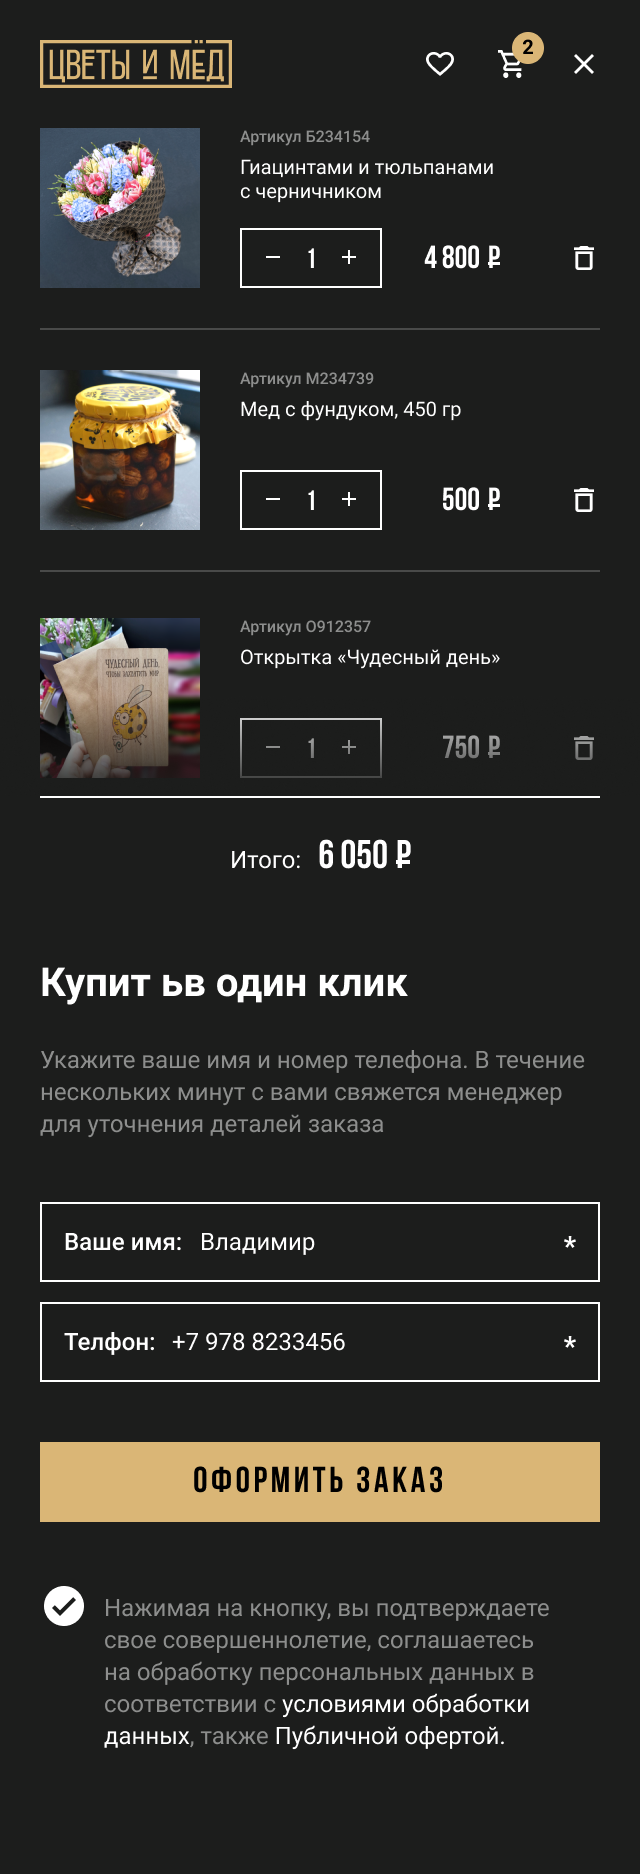 ЦВЕТЫ И МЁД
2
Артикул Б234154
Гиацинтами и тюльпанами
с черничником
− 1 +
4 800 ₽
Артикул М234739
Мед с фундуком, 450 гр
− 1 +
500 ₽
ЧУДЕСНЫЙ ДЕНЬ,
ЧТОБЫ ЗАХВАТИТЬ МИР
Артикул О912357
Открытка «Чудесный день»
− 1 +
750 ₽
Итого: 6 050 ₽
Купит ьв один клик
Укажите ваше имя и номер телефона. В течение
нескольких минут с вами свяжется менеджер
для уточнения деталей заказа
Ваше имя: Владимир *
Телфон: +7 978 8233456 *
ОФОРМИТЬ ЗАКАЗ
Нажимая на кнопку, вы подтверждаете
свое совершеннолетие, соглашаетесь
на обработку персональных данных в
соответствии с условиями обработки
данных, также Публичной офертой.